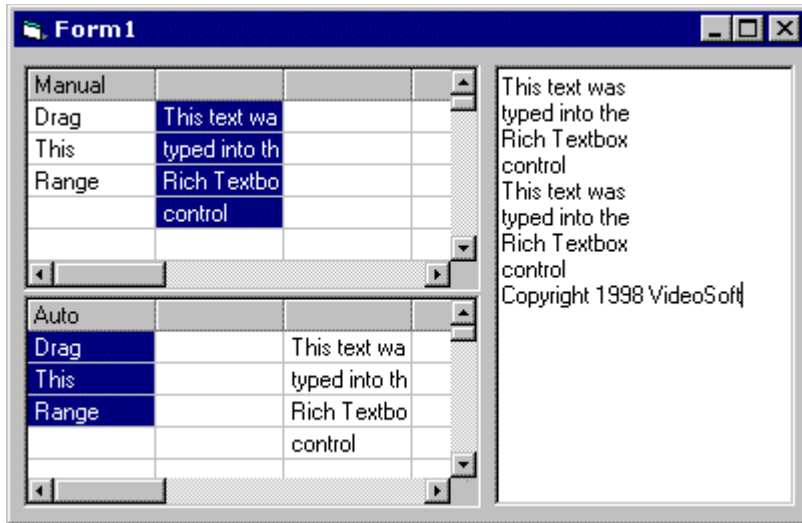 Form1
Manual
Drag This text wa
This typed into th
Range Rich Textbo
control
Auto
Drag This text wa
This typed into th
Range Rich Textbo
control
This text was
typed into the
Rich Textbox
control
This text was
typed into the
Rich Textbox
control
Copyright 1998 VideoSoft